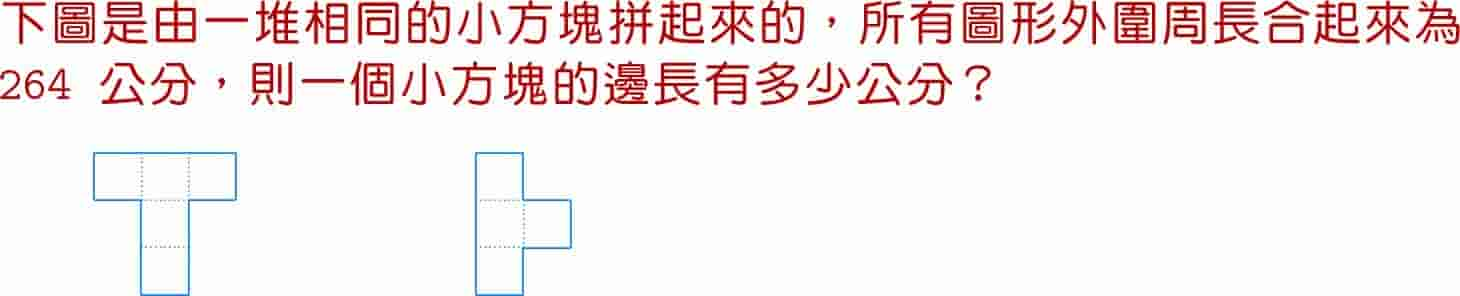 下圖是由一堆相同的小方塊拼起來的，所有圖形外圍周長合起來為
264 公分，則一個小方塊的邊長有多少公分？